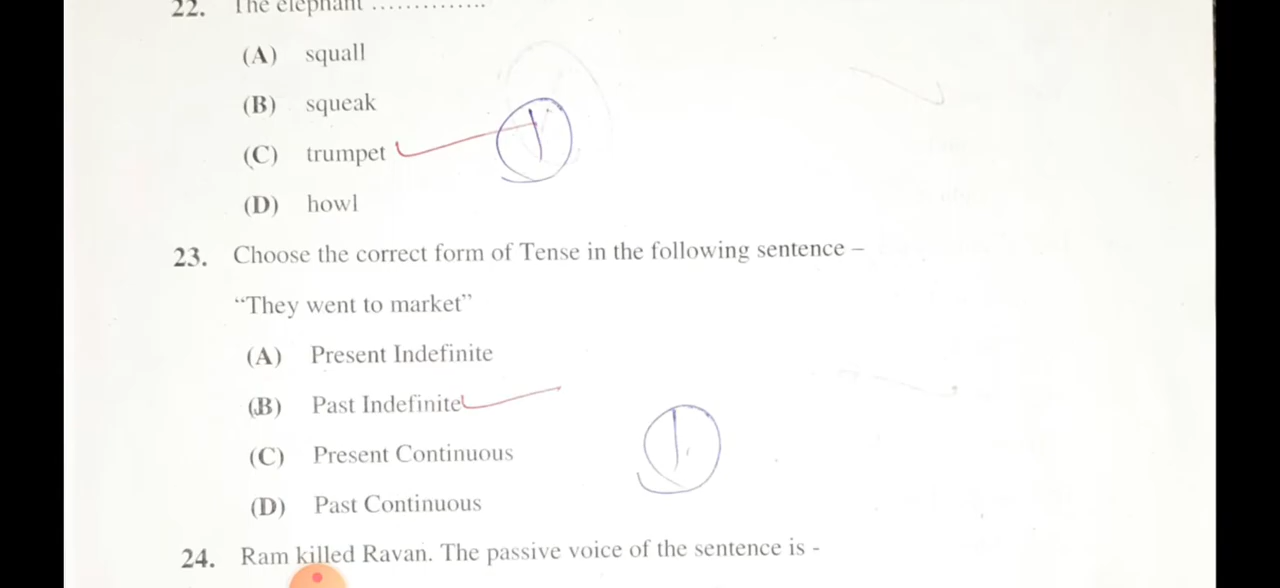 22. The elephant ..............
(A) squall
(B) squeak
(C) trumpet
(D) howl
23. Choose the correct form of Tense in the following sentence –
“They went to market”
(A) Present Indefinite
(B) Past Indefinite
(C) Present Continuous
(D) Past Continuous
24. Ram killed Ravan. The passive voice of the sentence is -